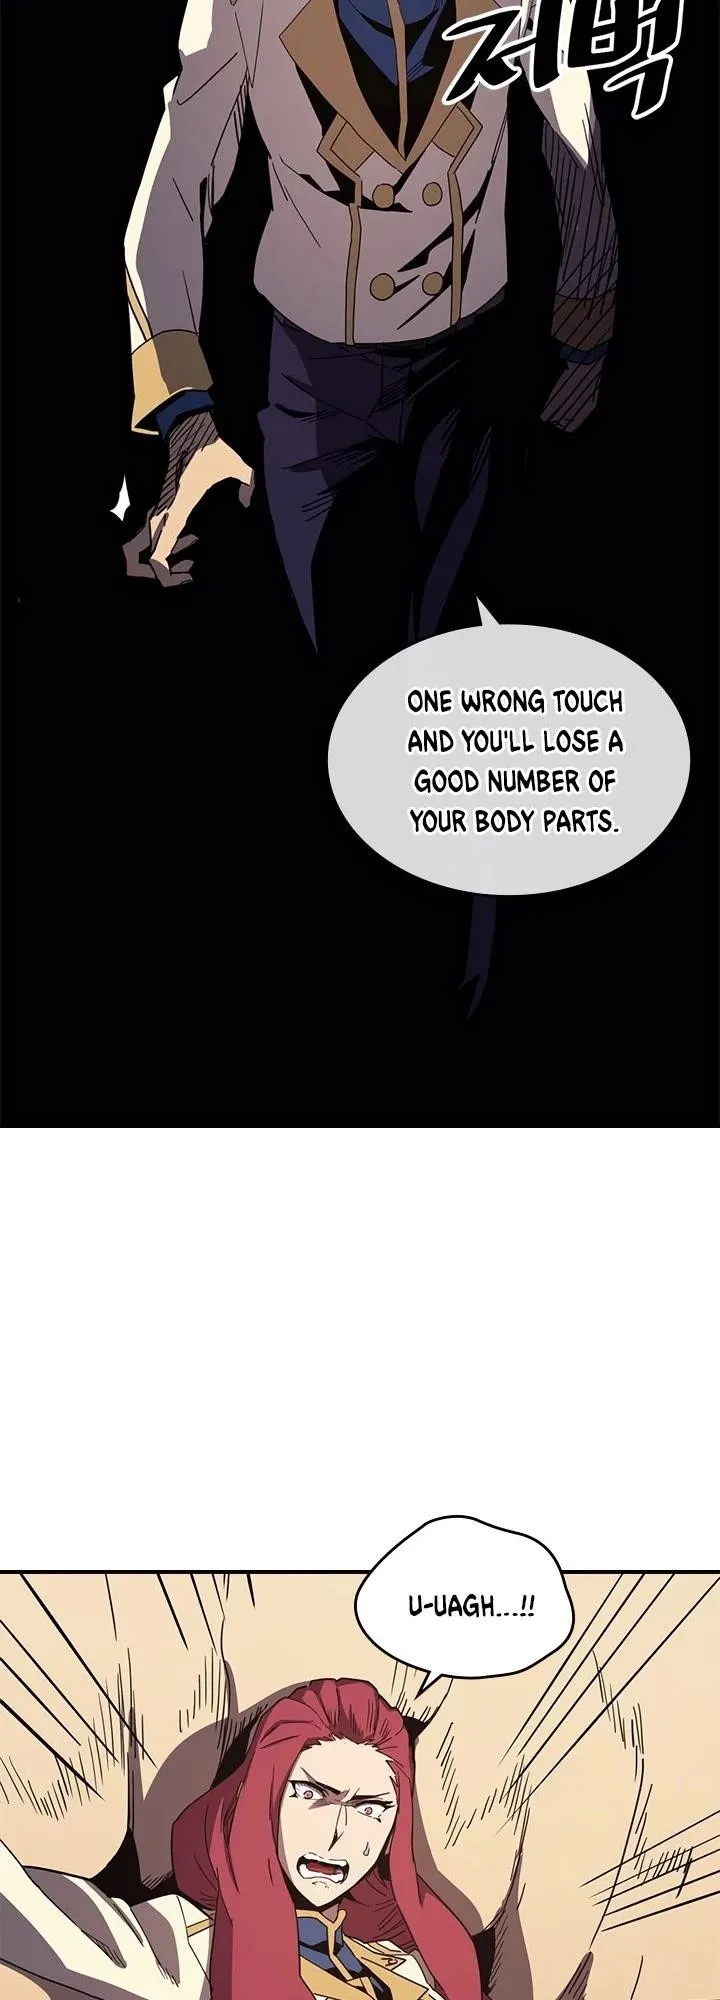 저벅
ONE WRONG TOUCH
AND YOU'LL LOSE A
GOOD NUMBER OF
YOUR BODY PARTS.
U-UAGH...!!